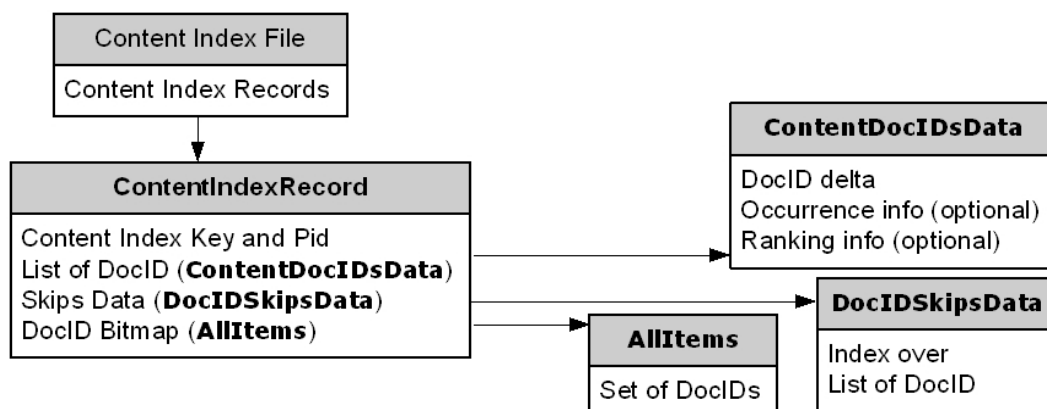 Content Index File
Content Index Records
ContentIndexRecord
Content Index Key and Pid
List of DocID (ContentDocIDsData)
Skips Data (DocIDSkipsData)
DocID Bitmap (AllItems)
ContentDocIDsData
DocID delta
Occurrence info (optional)
Ranking info (optional)
DocIDSkipsData
Index over
List of DocID
AllItems
Set of DocIDs